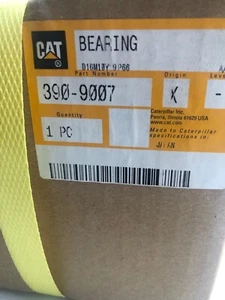 CAT BEARING
Part Number Origin
390-9007 K -
Quantity
1 PC
Caterpillar Inc.
Peoria, Illinois 61629 USA
www.cat.com
Made to Caterpillar
specifications in